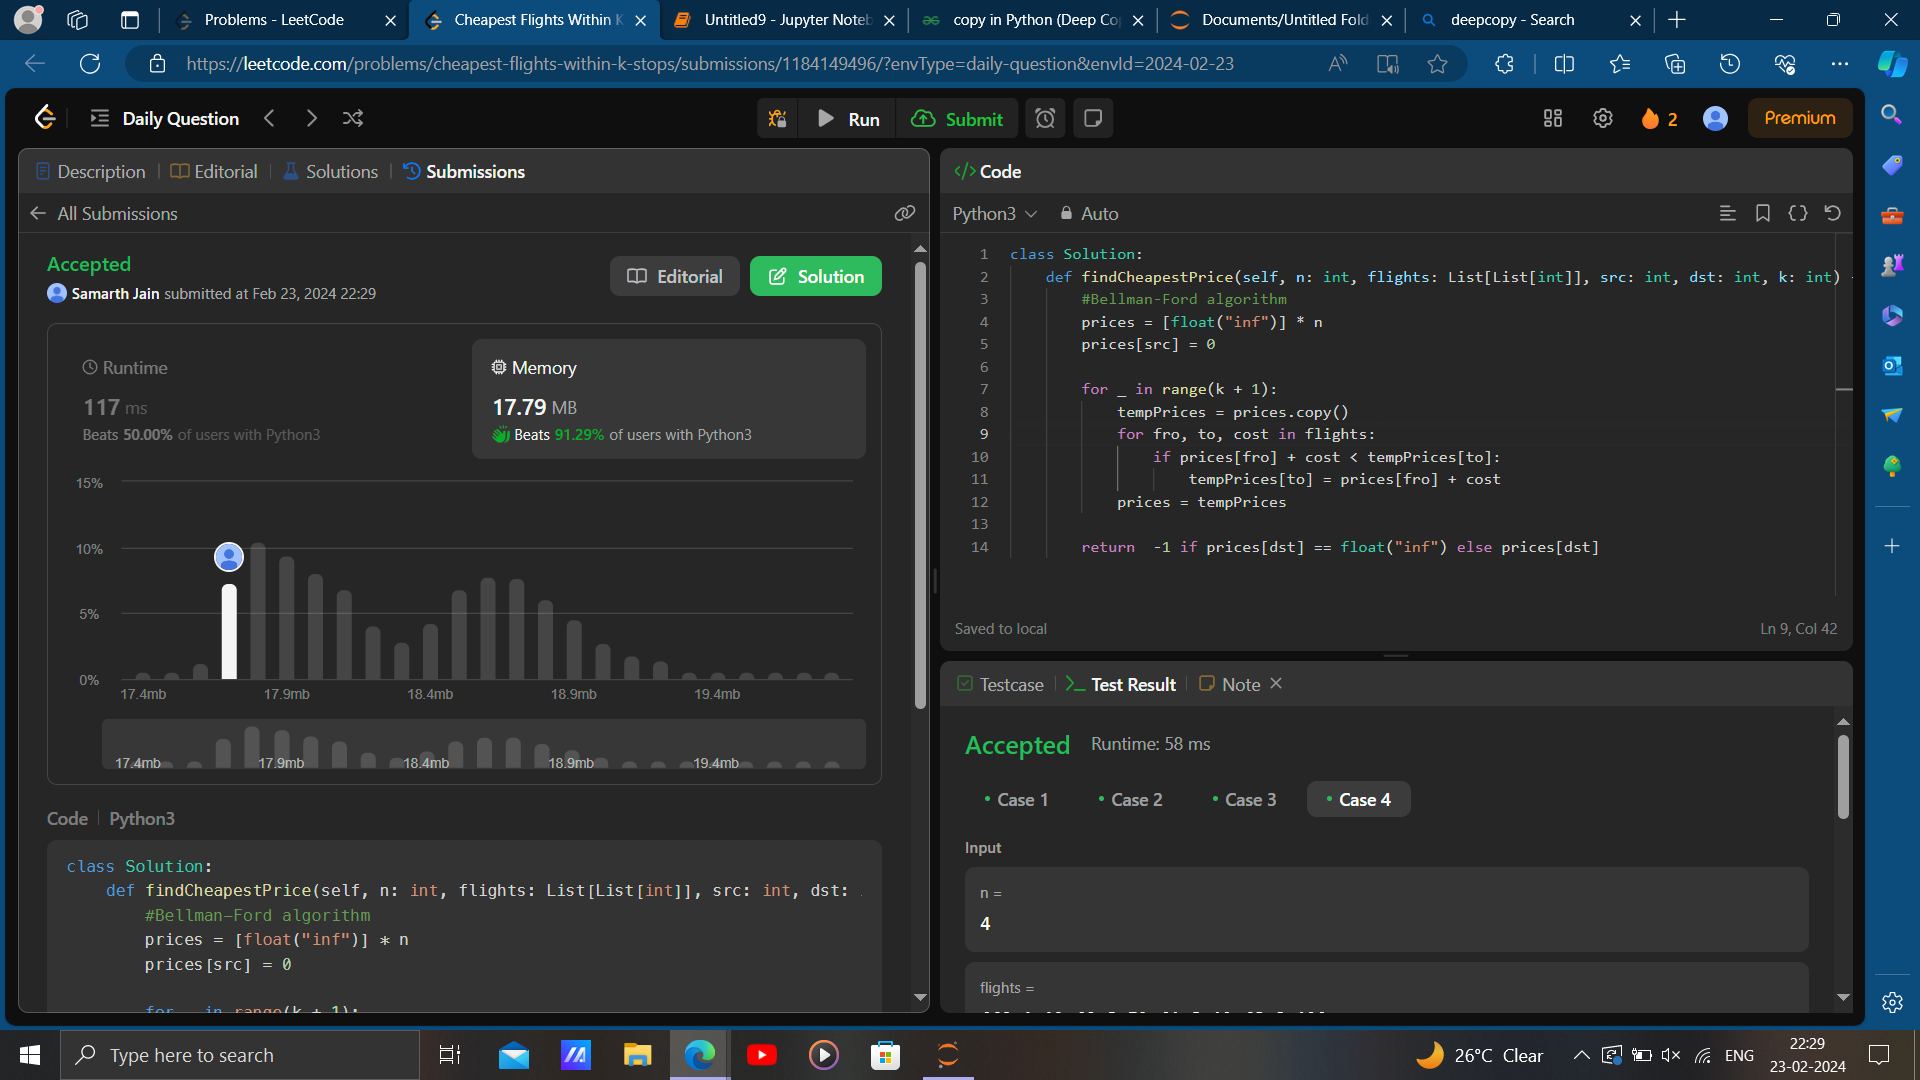 Problems - LeetCode
Cheapest Flights Within K
Untitled9 - Jupyter Noteb
copy in Python (Deep Co
Documents/Untitled Fold
deepcopy - Search
https://leetcode.com/problems/cheapest-flights-within-k-stops/submissions/1184149496/?envType=daily-question&envId=2024-02-23
Daily Question
Run
Submit
2
Premium
Description
Editorial
Solutions
Submissions
All Submissions
Accepted
Samarth Jain submitted at Feb 23, 2024 22:29
Editorial
Solution
Runtime
117 ms
Beats 50.00% of users with Python3
Memory
17.79 MB
Beats 91.29% of users with Python3
15%
10%
5%
0%
17.4mb 17.9mb 18.4mb 18.9mb 19.4mb
17.4mb 17.9mb 18.4mb 18.9mb 19.4mb
Code
Python3
class Solution:
def findCheapestPrice(self, n: int, flights: List[List[int]], src: int, dst:
#Bellman-Ford algorithm
prices = [float("inf")] * n
prices[src] = 0
for _ in range(k + 1):
</> Code
Python3
Auto
1 class Solution:
2 def findCheapestPrice(self, n: int, flights: List[List[int]], src: int, dst: int, k: int) -
3 #Bellman-Ford algorithm
4 prices = [float("inf")] * n
5 prices[src] = 0
6
7 for _ in range(k + 1):
8 tempPrices = prices.copy()
9 for fro, to, cost in flights:
10 if prices[fro] + cost < tempPrices[to]:
11 tempPrices[to] = prices[fro] + cost
12 prices = tempPrices
13
14 return  -1 if prices[dst] == float("inf") else prices[dst]
Saved to local
Ln 9, Col 42
Testcase
Test Result
Note
Accepted
Runtime: 58 ms
Case 1
Case 2
Case 3
Case 4
Input
n =
4
flights =
Type here to search
26°C Clear
ENG
22:29
23-02-2024